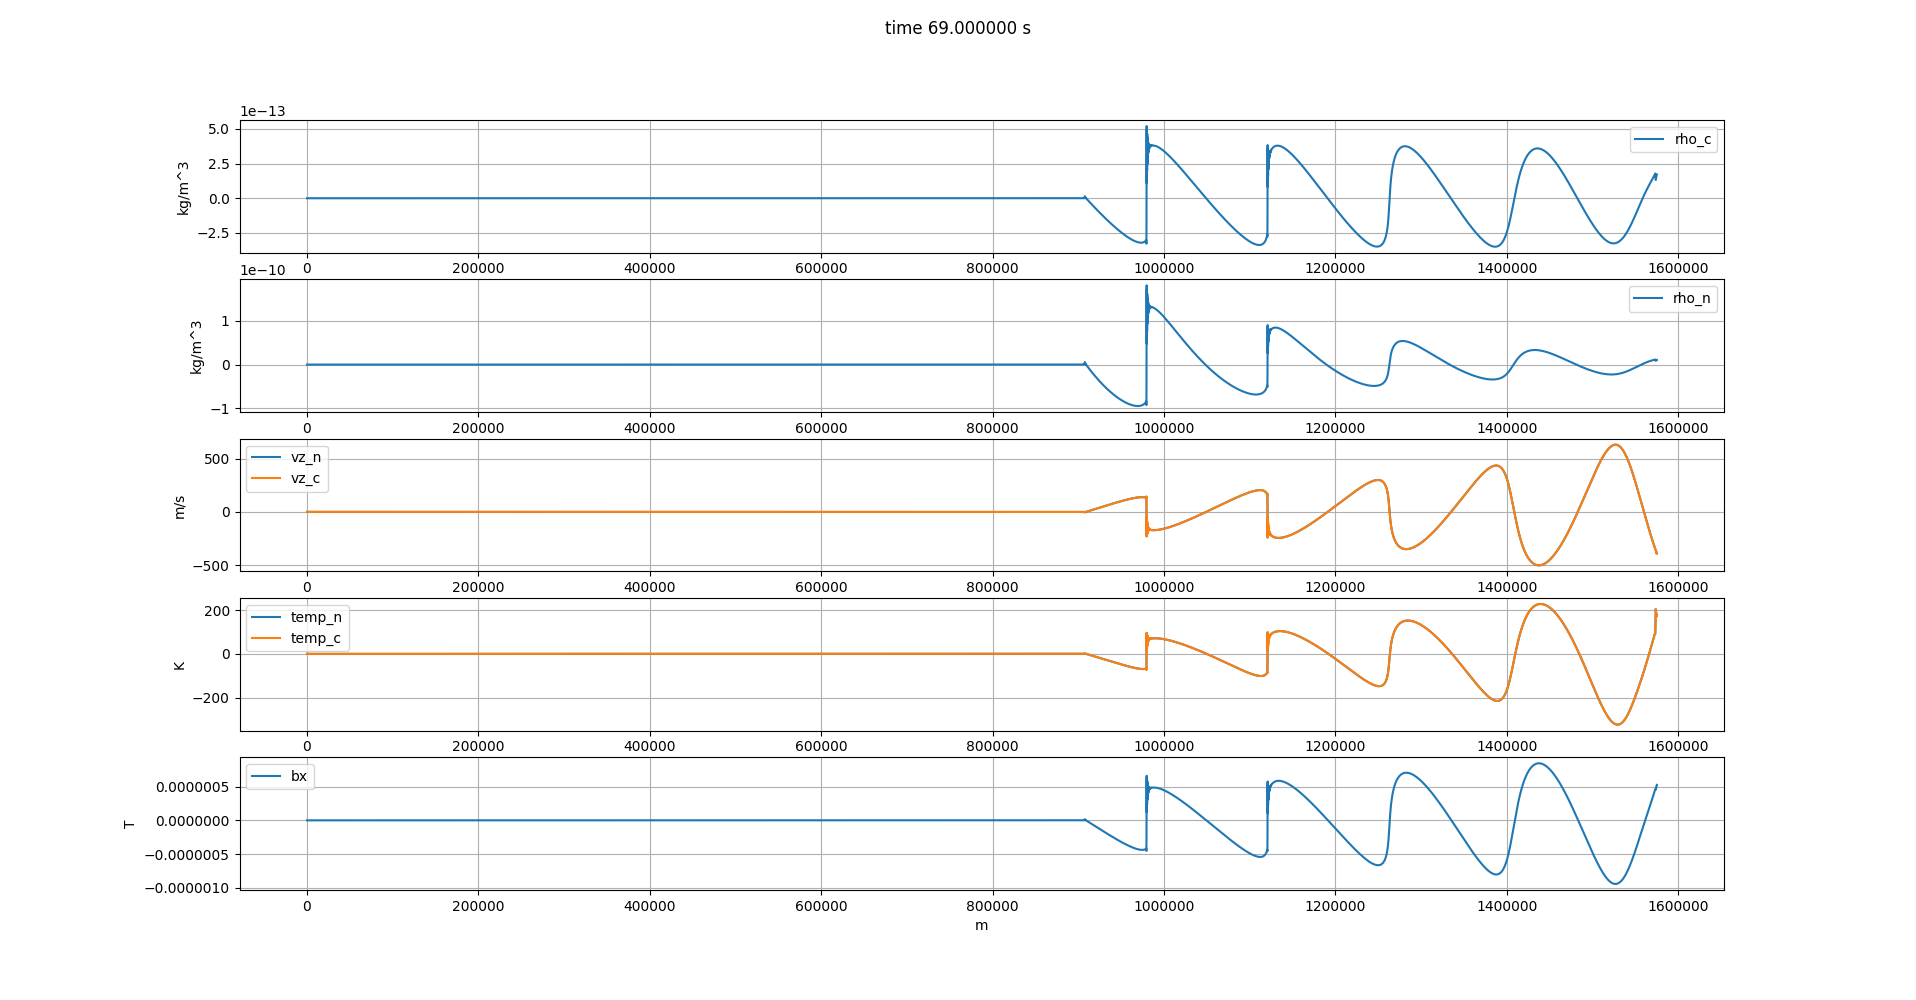 time 69.000000 s
1e−13
5.0
2.5
0.0
−2.5
kg/m^3
rho_c
0 200000 400000 600000 800000 1000000 1200000 1400000 1600000
1e−10
1
0
−1
kg/m^3
rho_n
0 200000 400000 600000 800000 1000000 1200000 1400000 1600000
500
0
−500
m/s
vz_n
vz_c
0 200000 400000 600000 800000 1000000 1200000 1400000 1600000
200
0
−200
K
temp_n
temp_c
0 200000 400000 600000 800000 1000000 1200000 1400000 1600000
0.0000005
0.0000000
−0.0000005
−0.0000010
T
bx
0 200000 400000 600000 800000 1000000 1200000 1400000 1600000
m